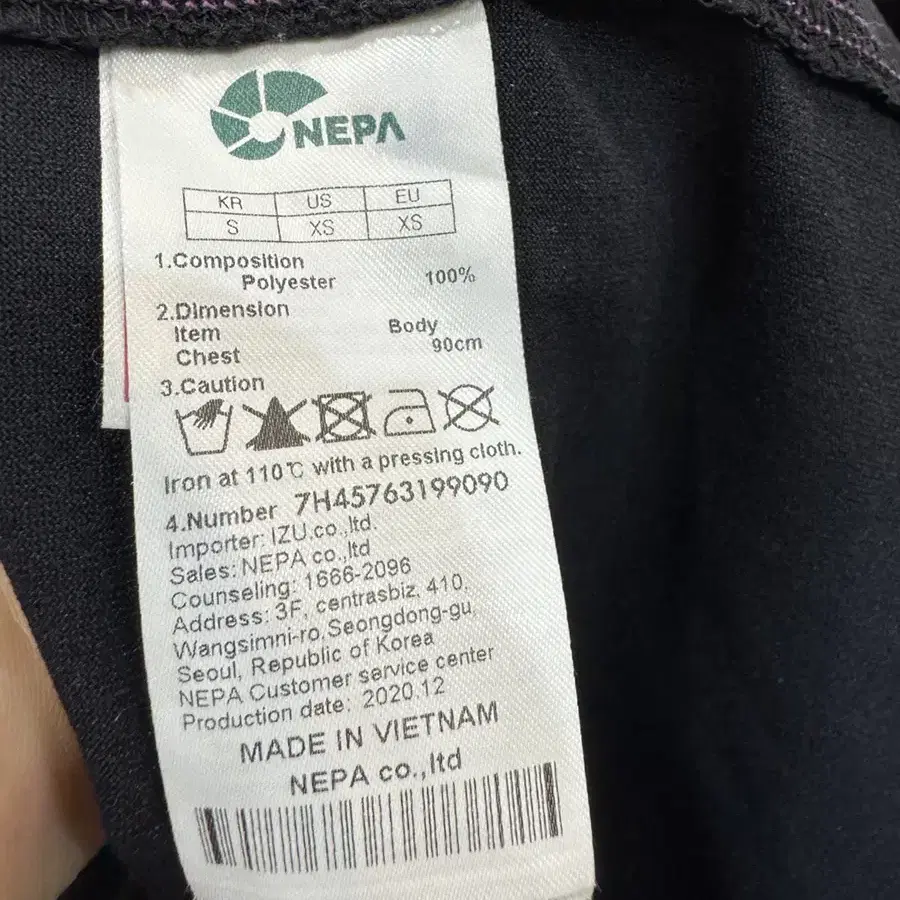 NEPA
KR US EU
S XS XS
1.Composition
Polyester 100%
2.Dimension
Item Body
Chest 90cm
3.Caution
Iron at 110℃ with a pressing cloth.
4.Number 7H45763199090
Importer: IZU.co.,ltd.
Sales: NEPA co.,ltd
Counseling: 1666-2096
Address: 3F, centrasbiz, 410,
Wangsimni-ro, Seongdong-gu,
Seoul, Republic of Korea
NEPA Customer service center
Production date: 2020.12
MADE IN VIETNAM
NEPA co.,ltd